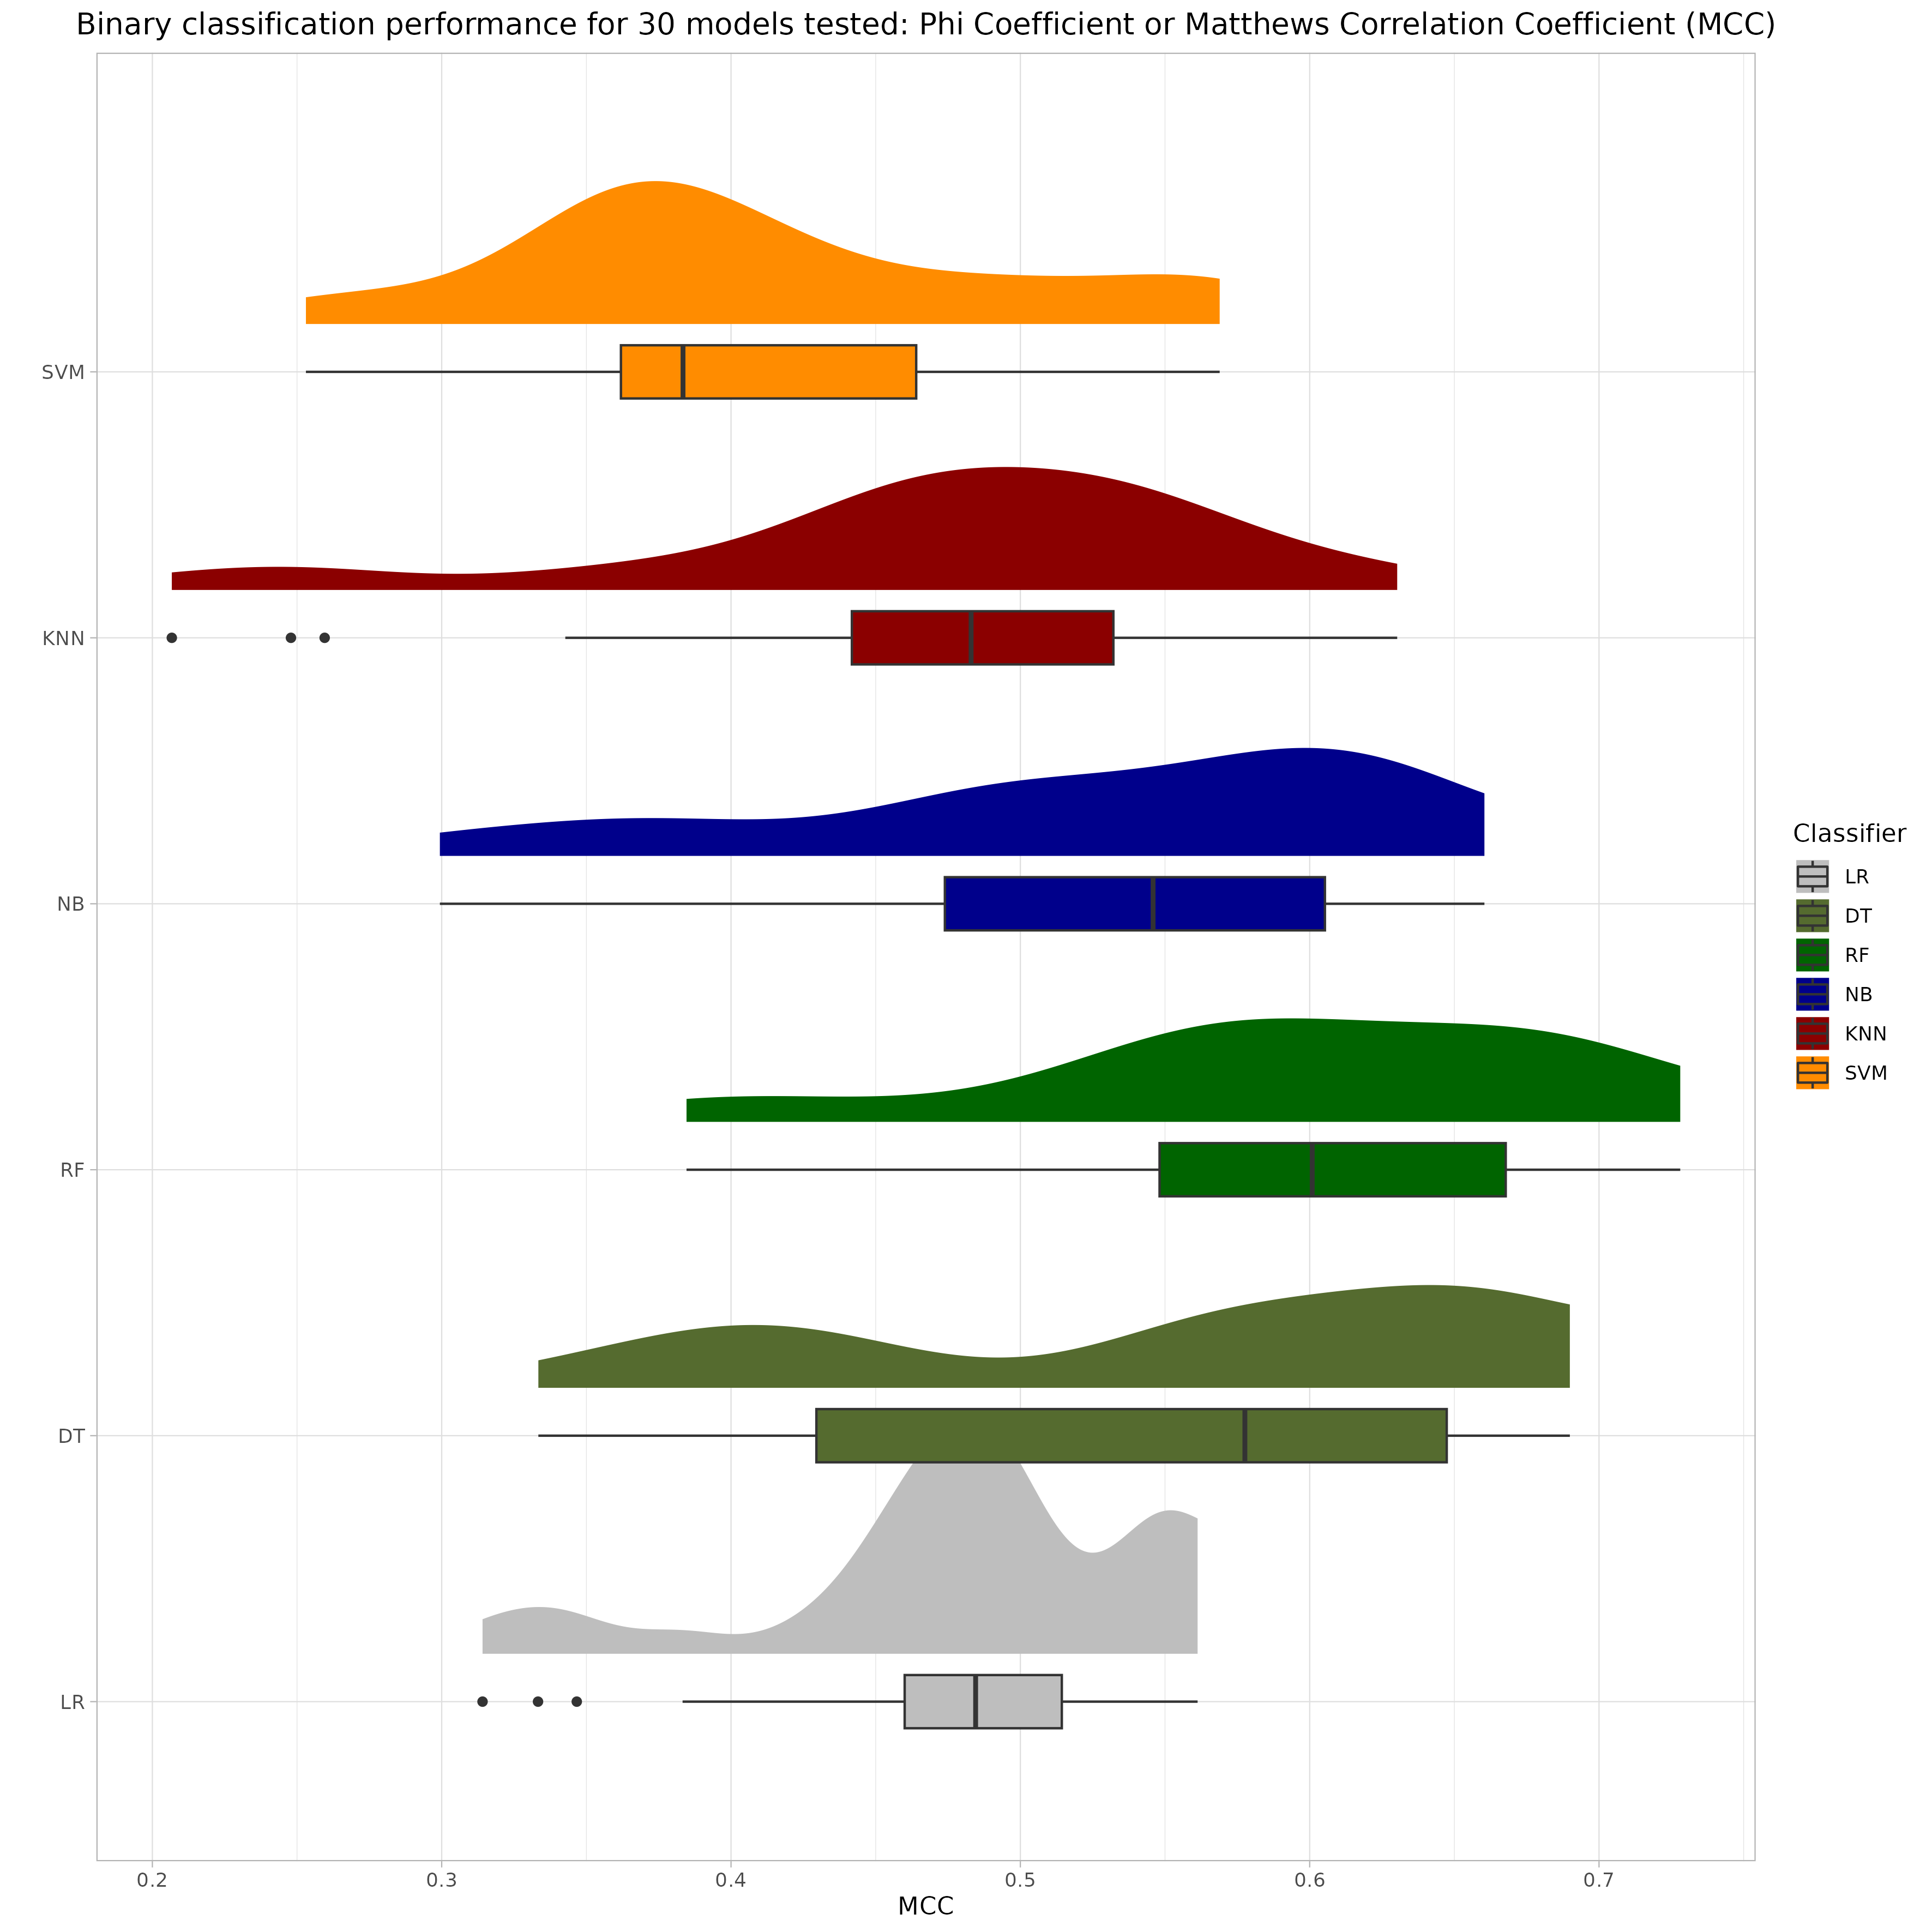 Binary classification performance for 30 models tested: Phi Coefficient or Matthews Correlation Coefficient (MCC)
SVM
KNN
NB
RF
DT
LR
0.2 0.3 0.4 0.5 0.6 0.7
MCC
Classifier
LR
DT
RF
NB
KNN
SVM